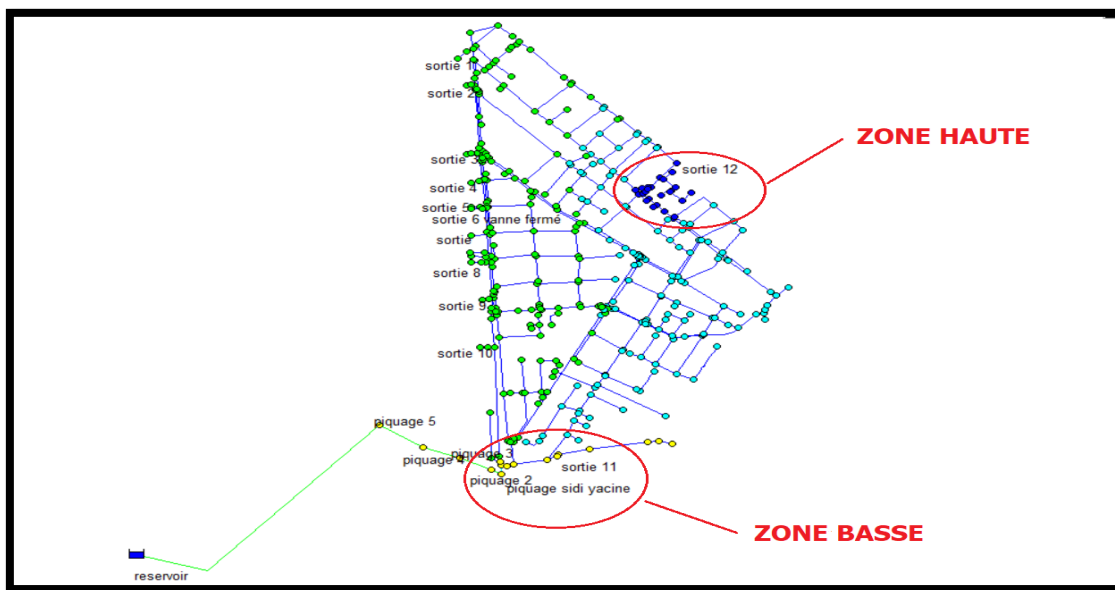 sortie 1
sortie 2
ZONE HAUTE
sortie 3
sortie 12
sortie 4
sortie 5
sortie 6 vanne fermé
sortie
sortie 8
sortie 9
sortie 10
piquage 5
piquage 3
piquage 4
sortie 11
piquage 2
piquage sidi yacine
ZONE BASSE
reservoir